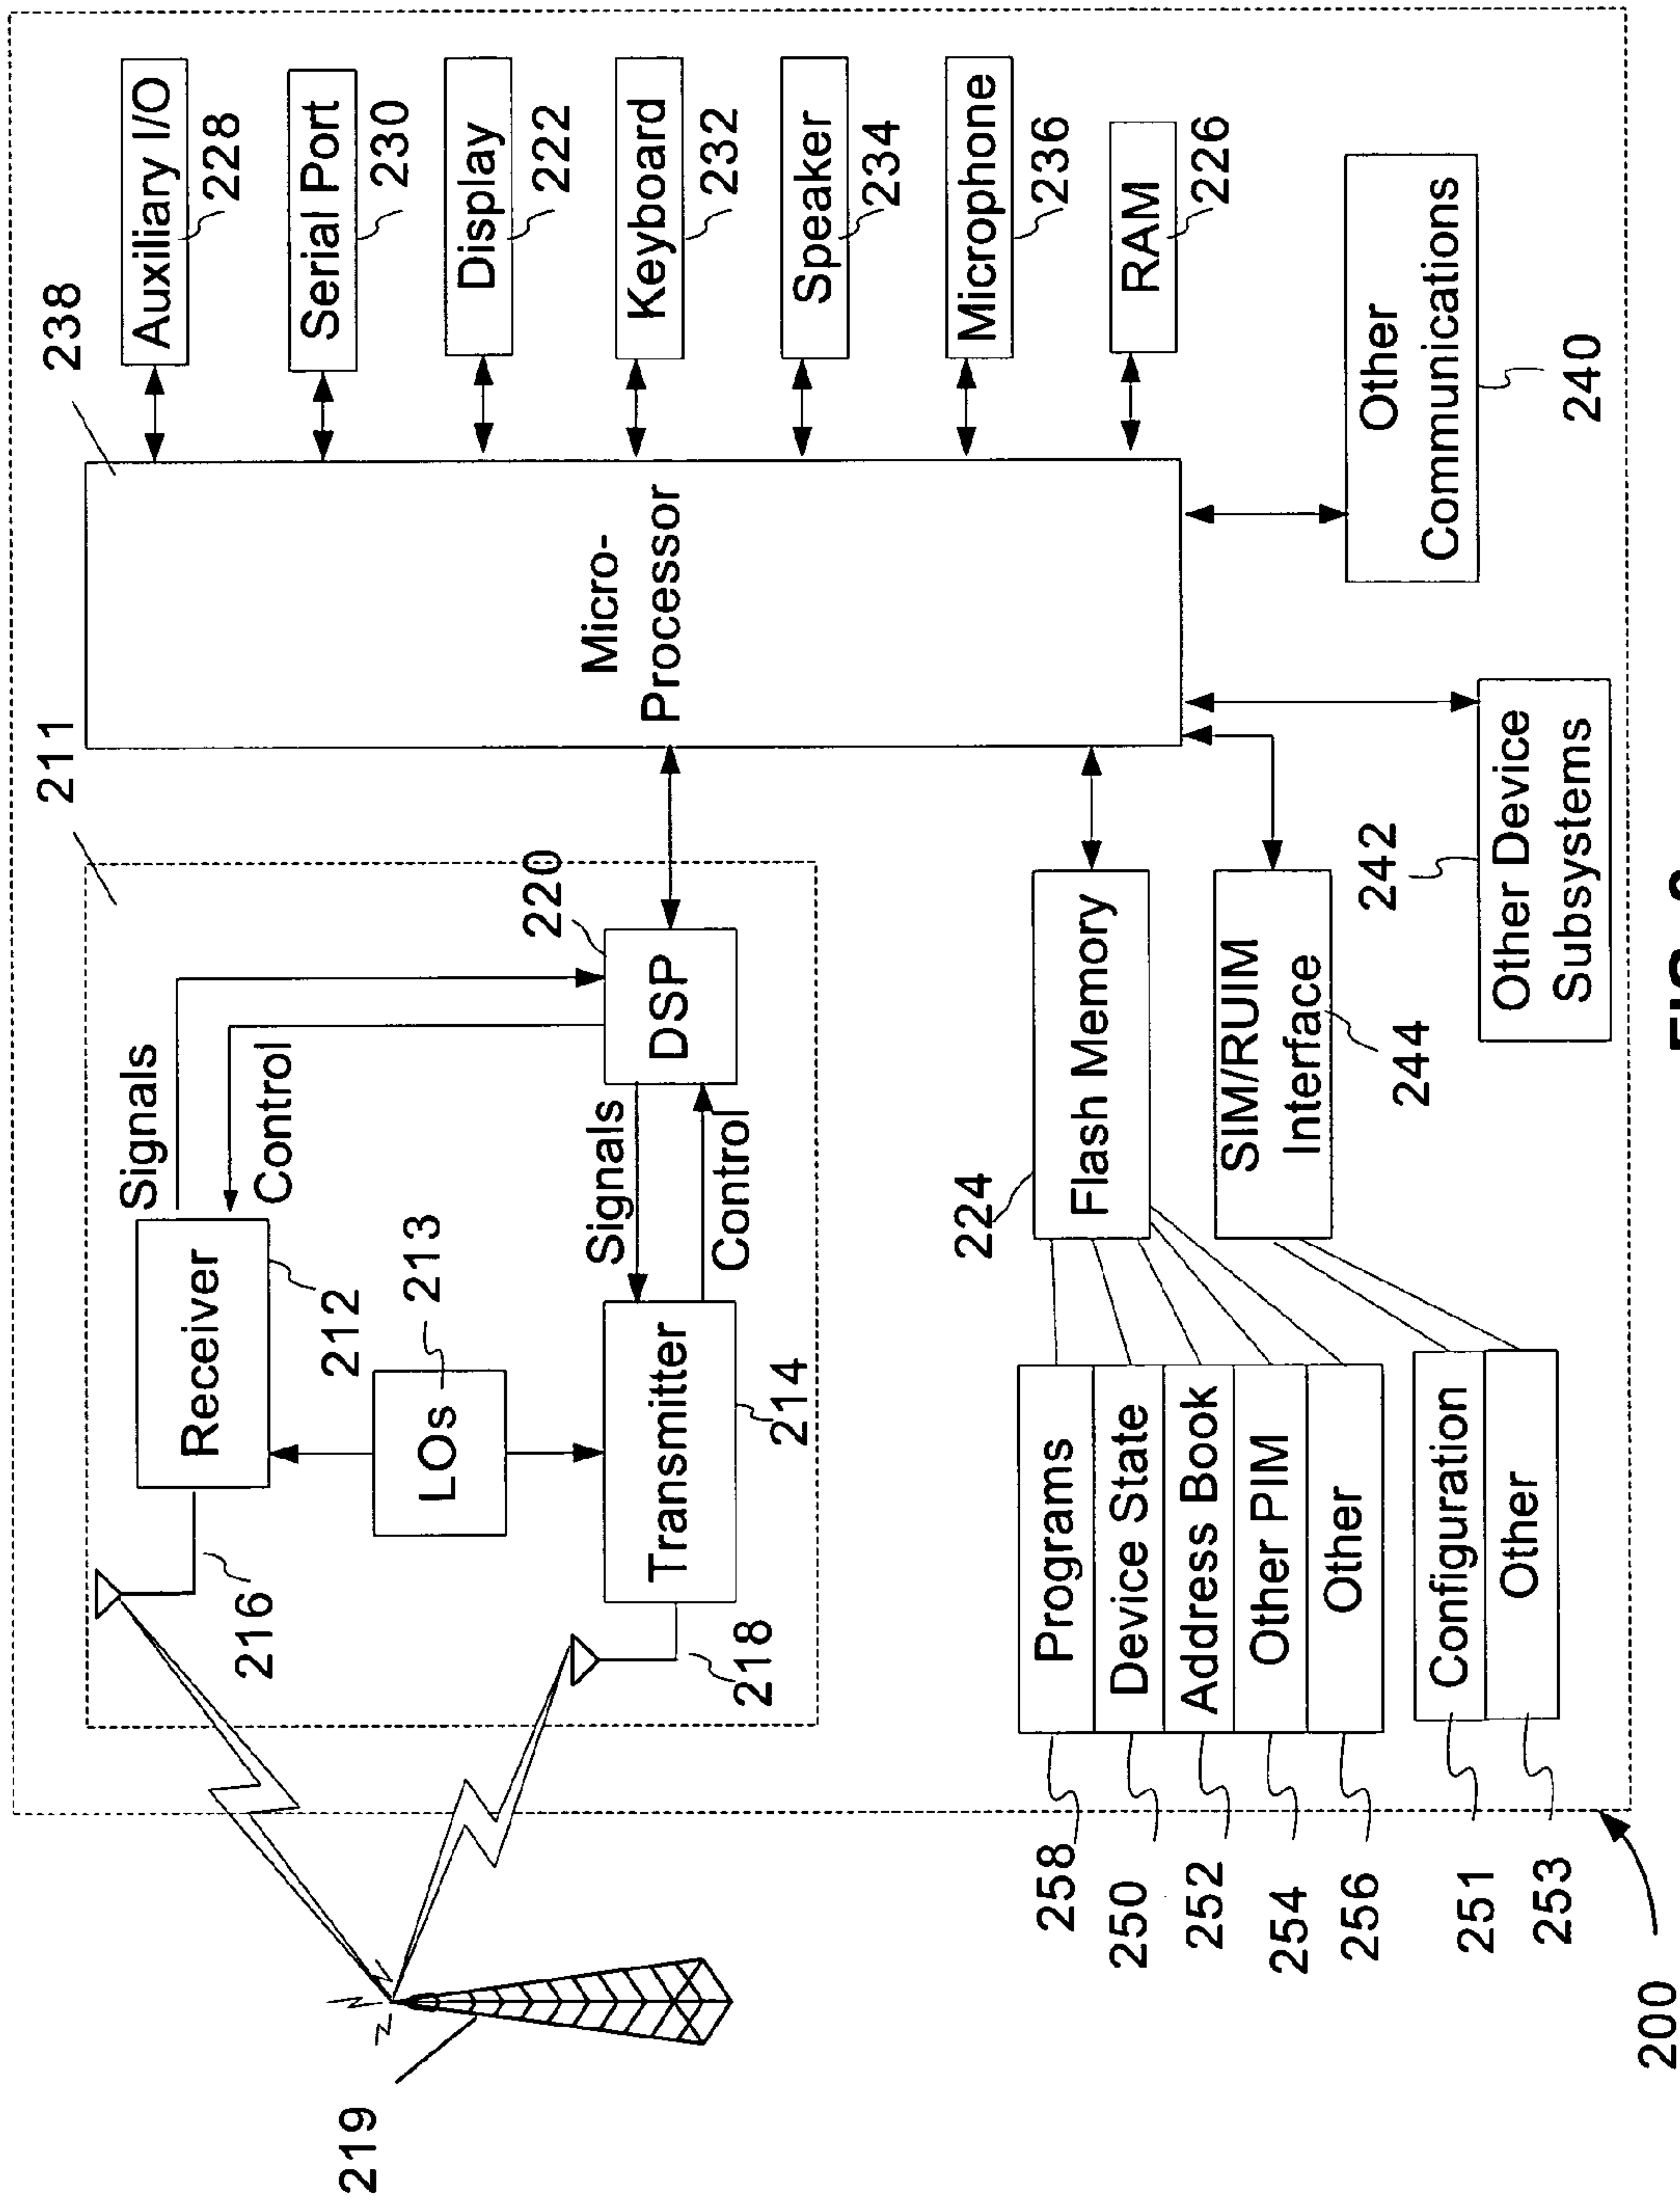 211
238
Signals
Control
Receiver
212
216
LOs
213
Transmitter
214
218
Signals
Control
DSP
220
219
Micro-
Processor
Auxiliary I/O
228
Serial Port
230
Display
222
Keyboard
232
Speaker
234
Microphone
236
RAM
226
Other
Communications
240
Other Device
Subsystems
242
Flash Memory
224
SIM/RUIM
Interface
244
Programs
Device State
Address Book
Other PIM
Other
258
250
252
254
256
Configuration
Other
251
253
200